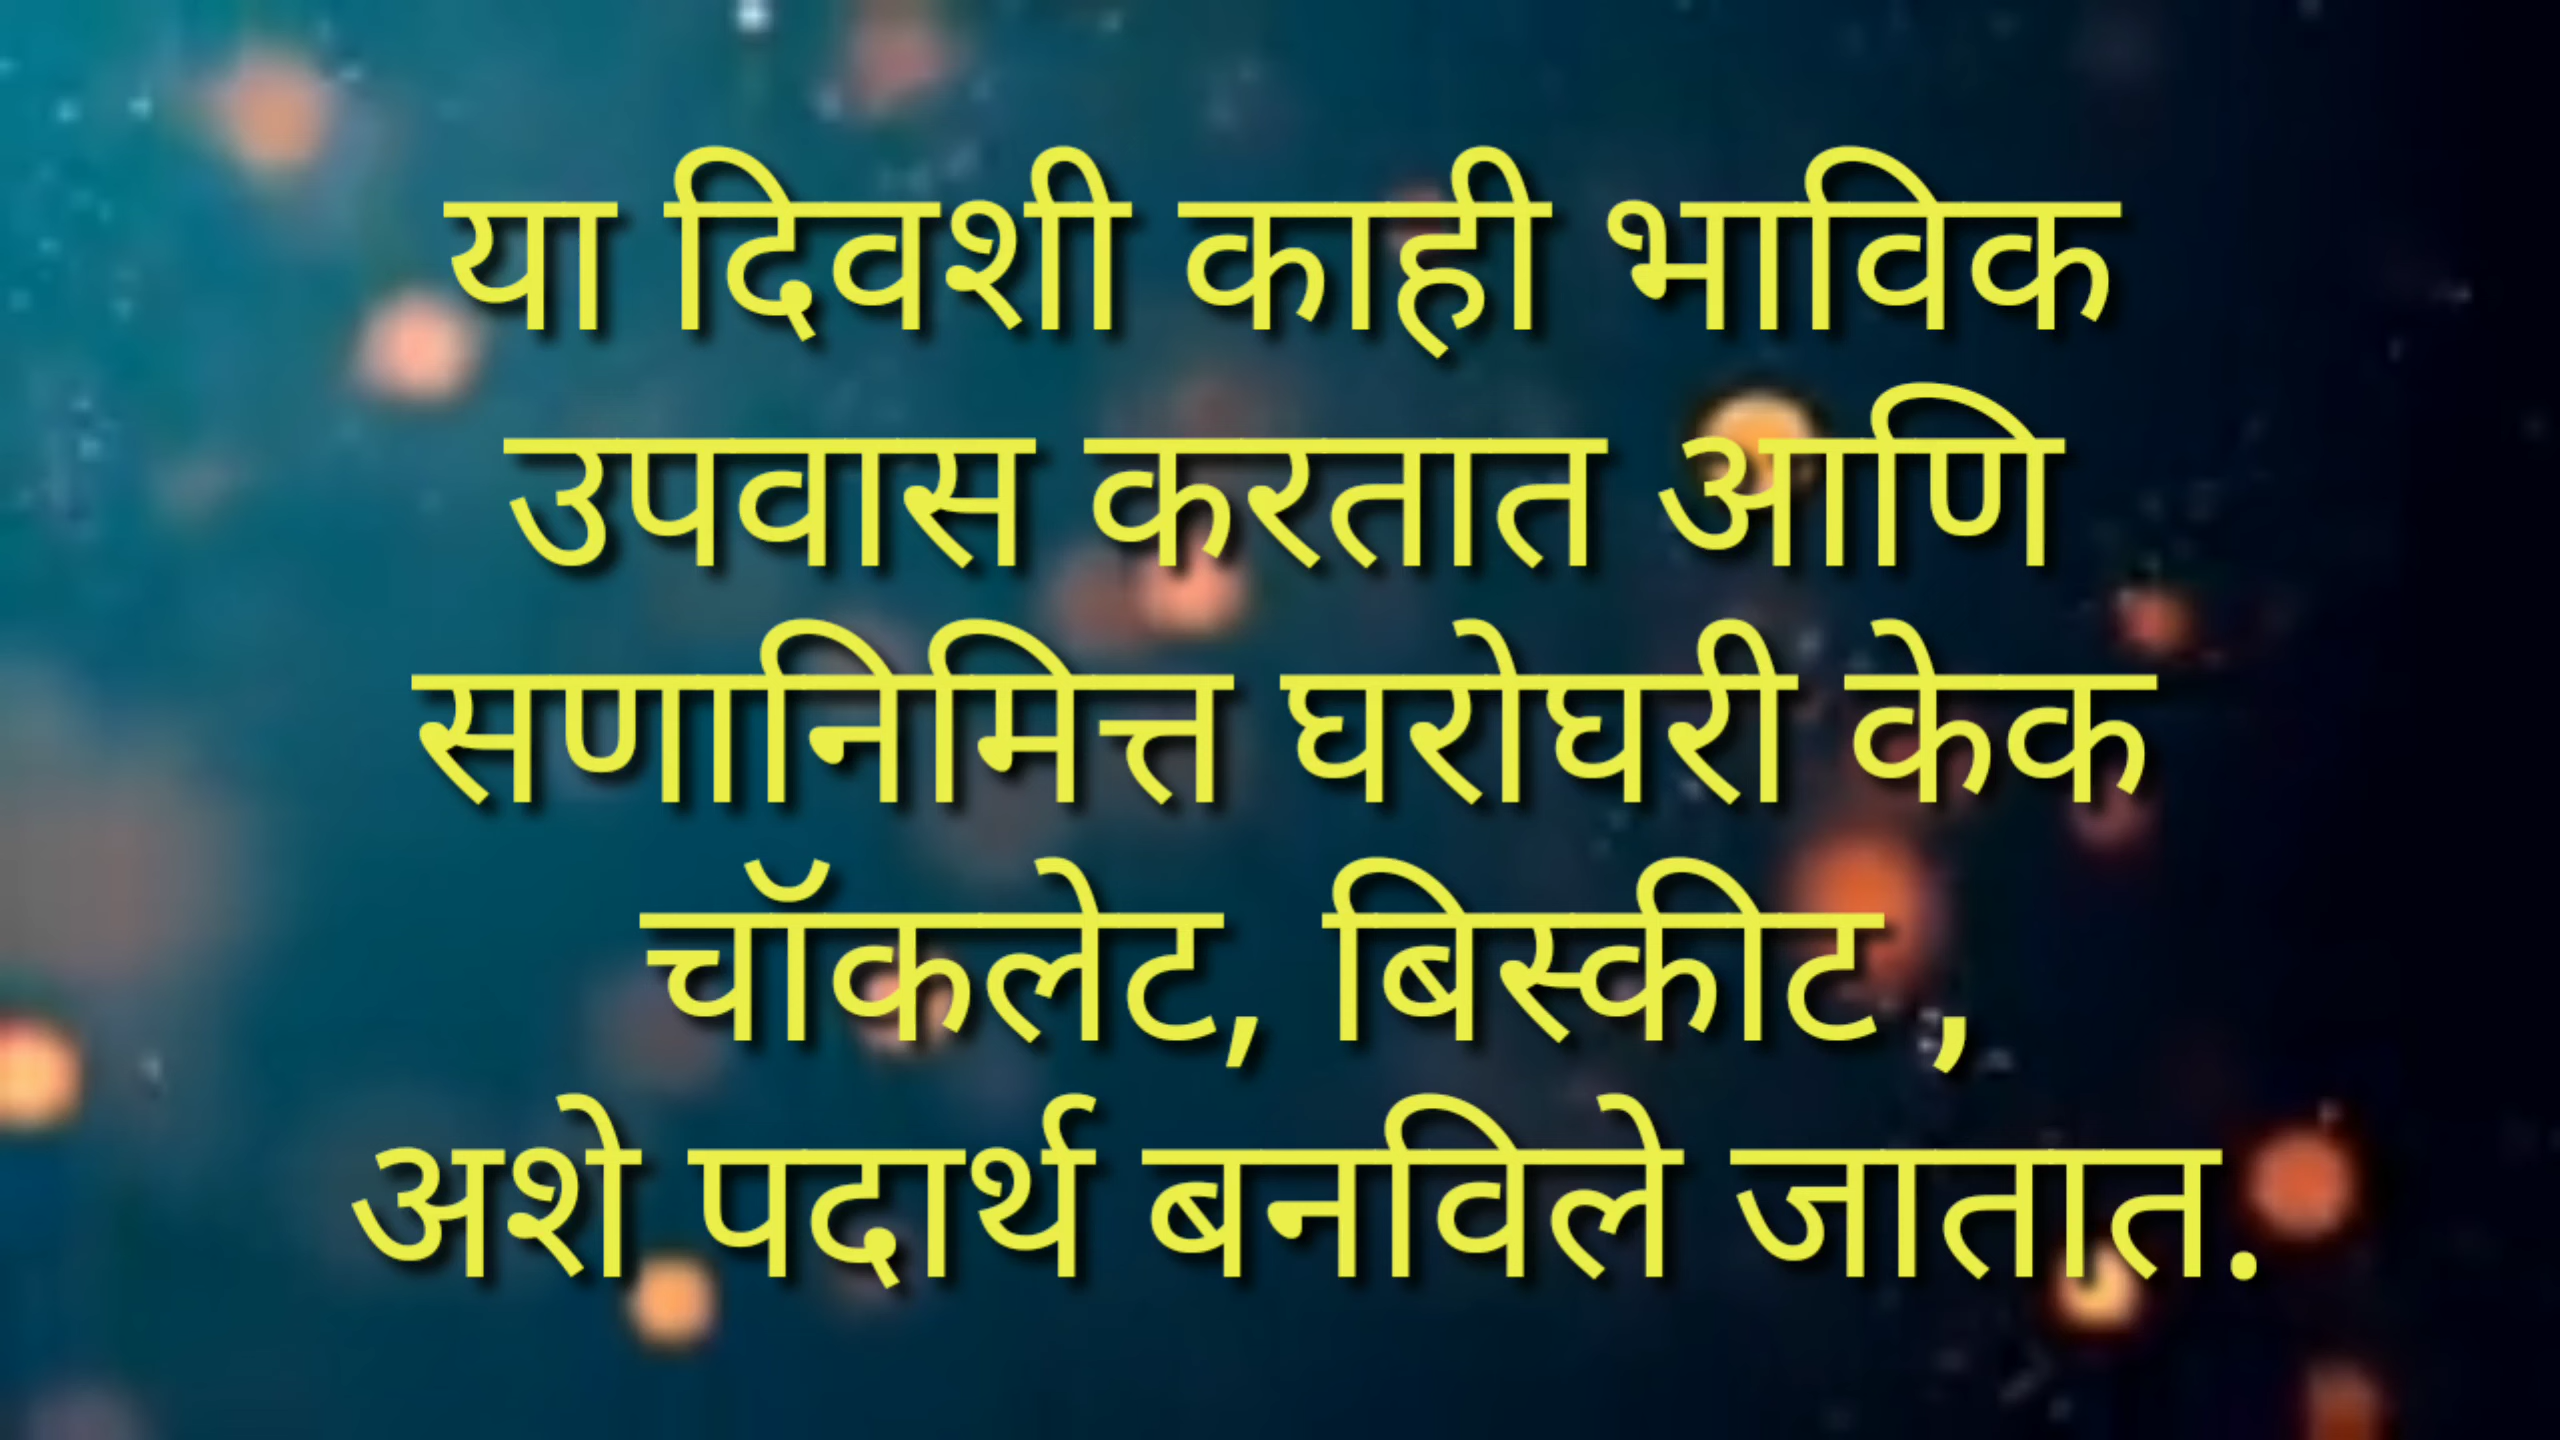 या दिवशी काही भाविक
उपवास करतात आणि
सणानिमित्त घरोघरी केक
चॉकलेट, बिस्कीट ,
अशे पदार्थ बनविले जातात.